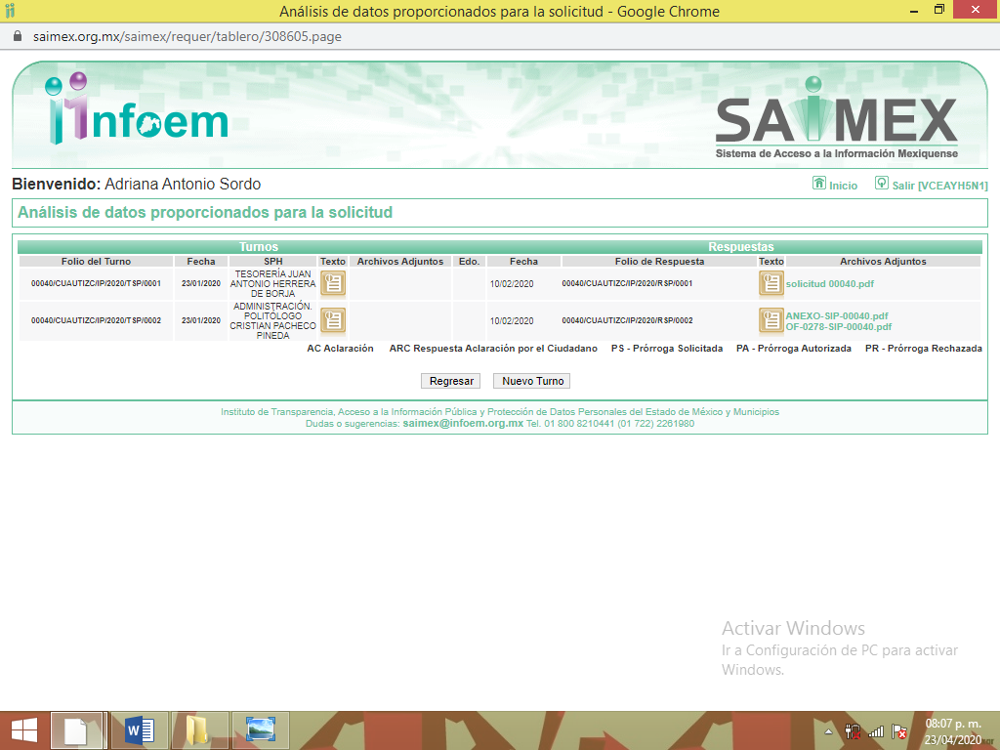 Análisis de datos proporcionados para la solicitud - Google Chrome
saimex.org.mx/saimex/requer/tablero/308605.page
infoem
SAIMEX
Sistema de Acceso a la Información Mexiquense
Bienvenido: Adriana Antonio Sordo
Inicio Salir [VCEAYH5N1]
Análisis de datos proporcionados para la solicitud
Turnos Respuestas
Folio del Turno Fecha SPH Texto Archivos Adjuntos Edo. Fecha Folio de Respuesta Texto Archivos Adjuntos
00040/CUAUTIZC/IP/2020/TSP/0001 23/01/2020 TESORERÍA JUAN ANTONIO HERRERA DE BORJA 10/02/2020 00040/CUAUTIZC/IP/2020/RSP/0001 solicitud 00040.pdf
00040/CUAUTIZC/IP/2020/TSP/0002 23/01/2020 ADMINISTRACIÓN. POLITÓLOGO CRISTIAN PACHECO PINEDA 10/02/2020 00040/CUAUTIZC/IP/2020/RSP/0002 ANEXO-SIP-00040.pdf OF-0278-SIP-00040.pdf
AC Aclaración ARC Respuesta Aclaración por el Ciudadano PS - Prórroga Solicitada PA - Prórroga Autorizada PR - Prórroga Rechazada
Regresar Nuevo Turno
Instituto de Transparencia, Acceso a la Información Pública y Protección de Datos Personales del Estado de México y Municipios
Dudas o sugerencias: saimex@infoem.org.mx Tel. 01 800 8210441 (01 722) 2261980
Activar Windows
Ir a Configuración de PC para activar
Windows.
08:07 p. m.
23/04/2020